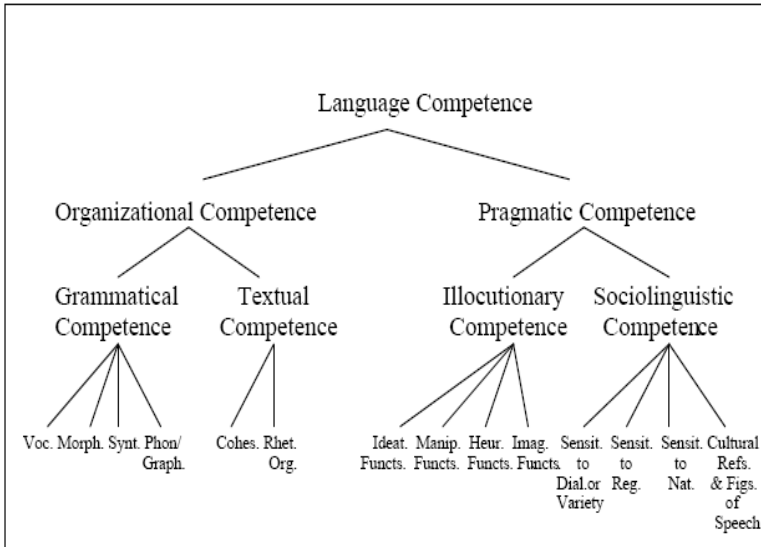 Language Competence
Organizational Competence
Pragmatic Competence
Grammatical
Competence
Textual
Competence
Illocutionary
Competence
Sociolinguistic
Competence
Voc.
Morph.
Synt.
Phon/
Graph.
Cohes.
Rhet.
Org.
Ideat.
Functs.
Manip.
Functs.
Heur.
Functs.
Imag.
Functs.
Sensit.
to
Dial.or
Variety
Sensit.
to
Reg.
Sensit.
to
Nat.
Cultural
Refs.
& Figs.
of
Speech